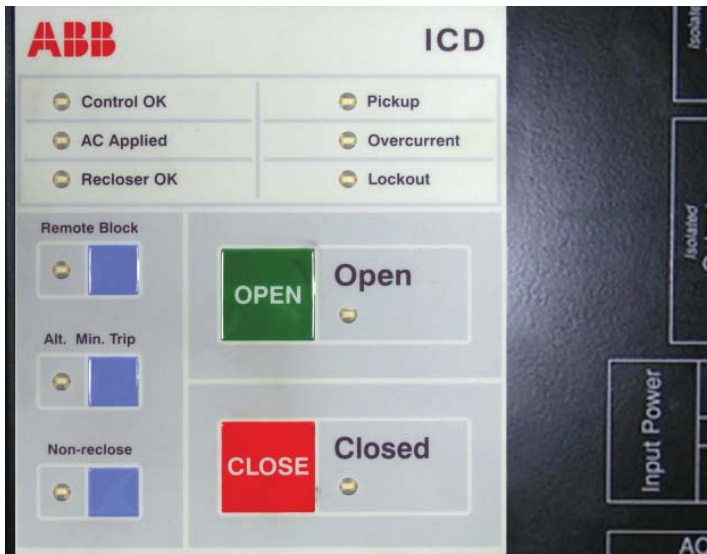 ABB ICD
Control OK
Pickup
AC Applied
Overcurrent
Recloser OK
Lockout
Remote Block
OPEN
Open
Alt. Min. Trip
Non-reclose
CLOSE
Closed
Isolated
Isolated
Input Power
AC